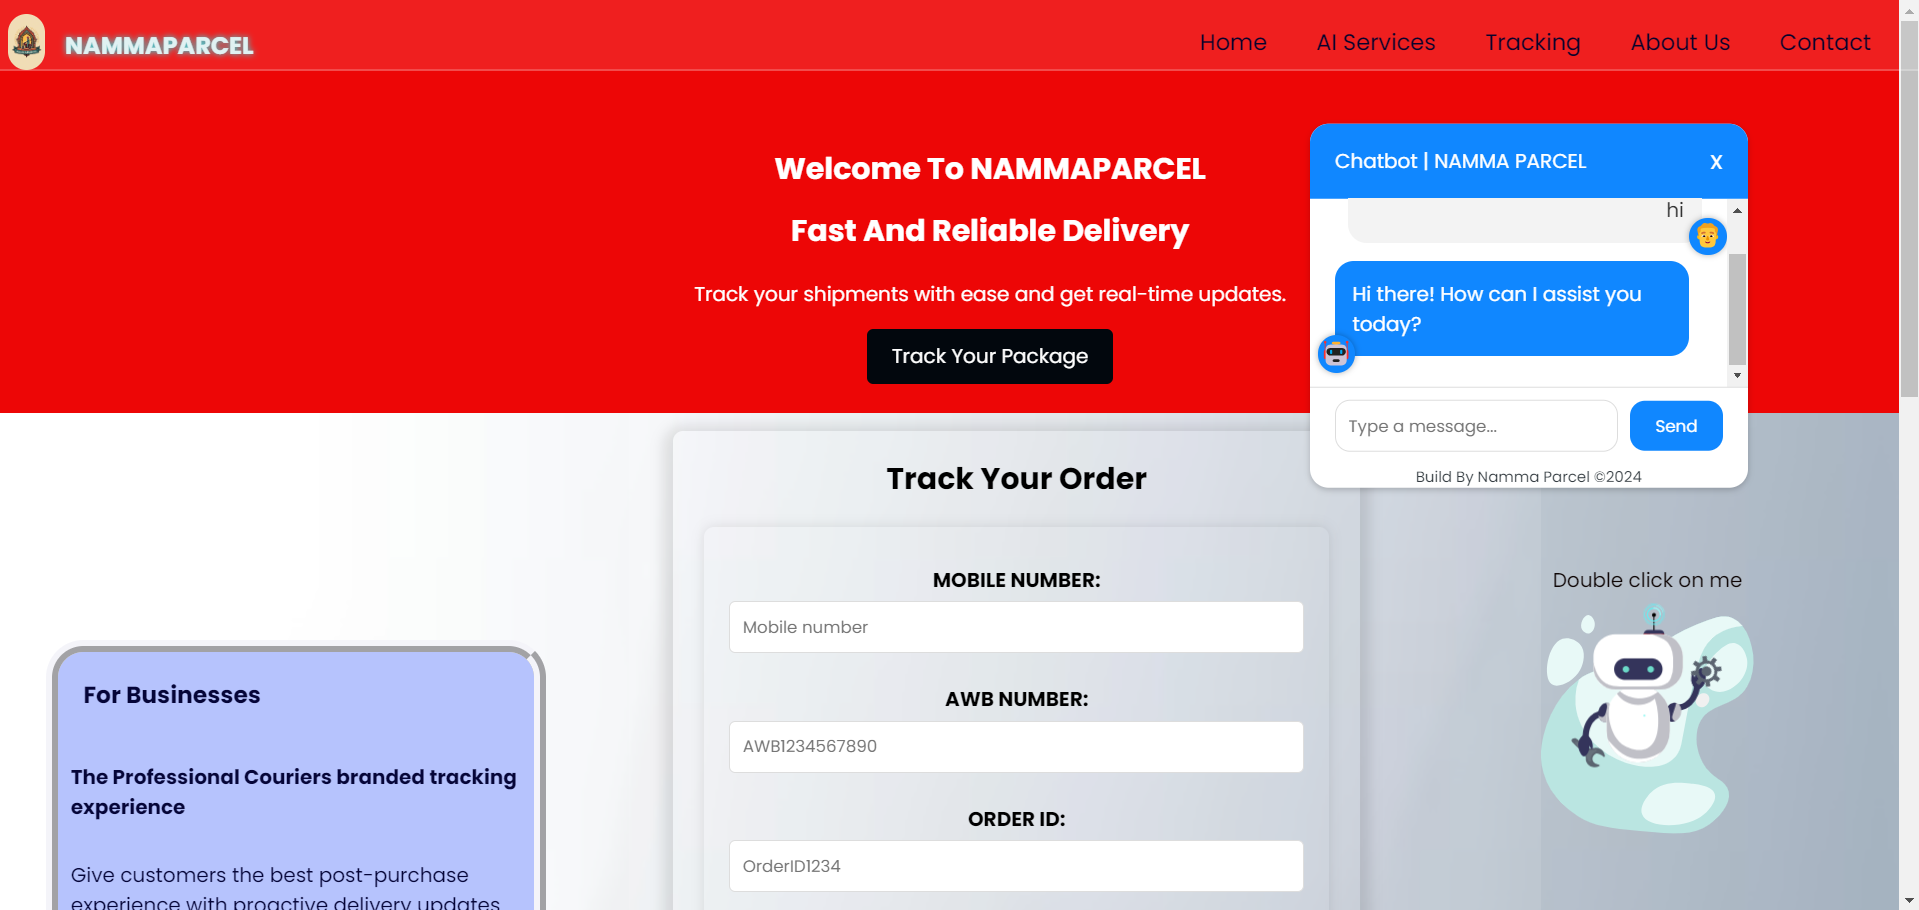 NAMMAPARCEL
Home AI Services Tracking About Us Contact
Welcome To NAMMAPARCEL
Fast And Reliable Delivery
Track your shipments with ease and get real-time updates.
Track Your Package
Chatbot | NAMMA PARCEL X
hi
Hi there! How can I assist you
today?
Type a message...
Send
Build By Namma Parcel ©2024
Track Your Order
MOBILE NUMBER:
Mobile number
AWB NUMBER:
AWB1234567890
ORDER ID:
OrderID1234
Double click on me
For Businesses
The Professional Couriers branded tracking
experience
Give customers the best post-purchase
experience with proactive delivery updates